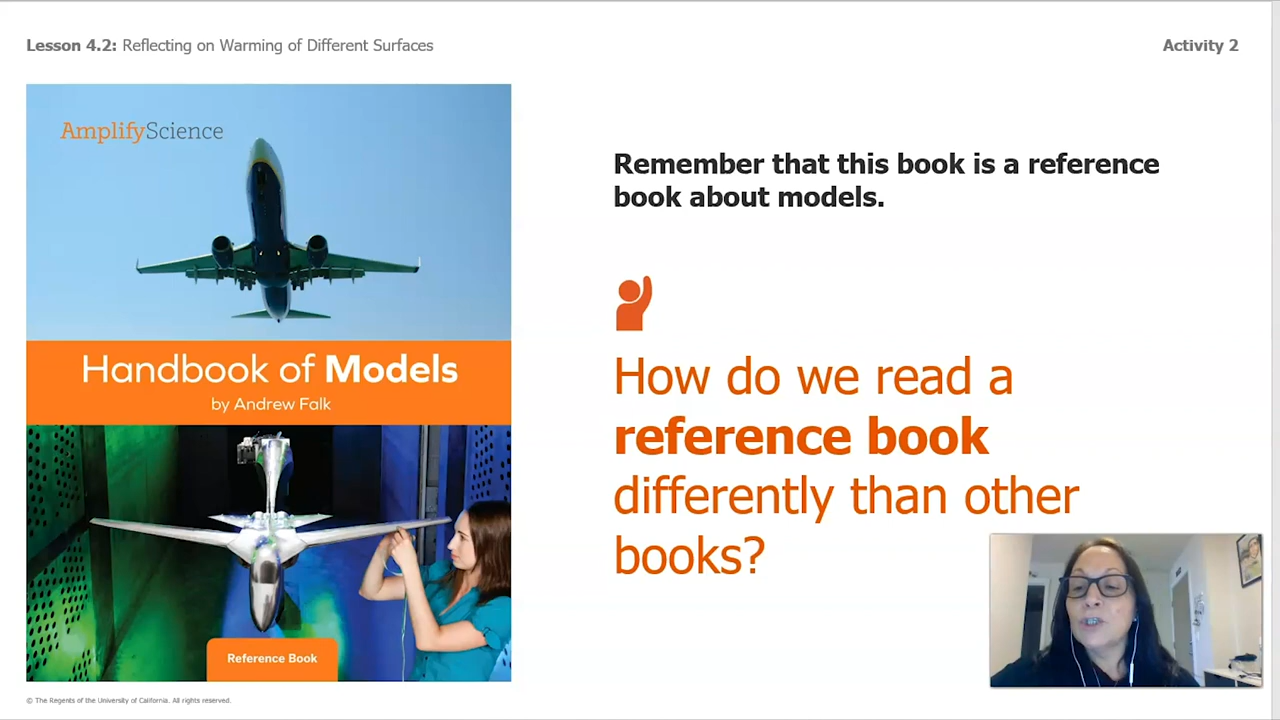 Lesson 4.2: Reflecting on Warming of Different Surfaces
Activity 2
AmplifyScience
Handbook of Models
by Andrew Falk
Reference Book
Remember that this book is a reference
book about models.
How do we read a
reference book
differently than other
books?
© The Regents of the University of California. All rights reserved.